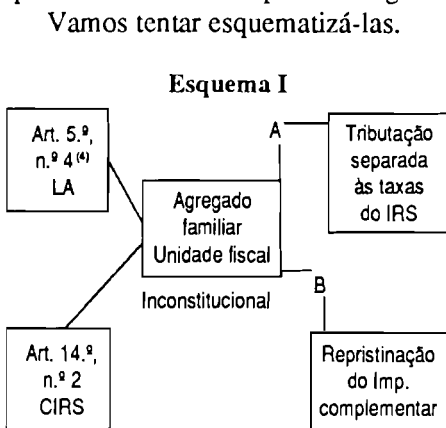 Vamos tentar esquematizá-las.
Esquema I
Art. 5.º,
n.º 4 (4)
LA
Art. 14.º,
n.º 2
CIRS
Agregado
familiar
Unidade fiscal
Inconstitucional
A
Tributação
separada
às taxas
do IRS
B
Repristinação
do Imp.
complementar